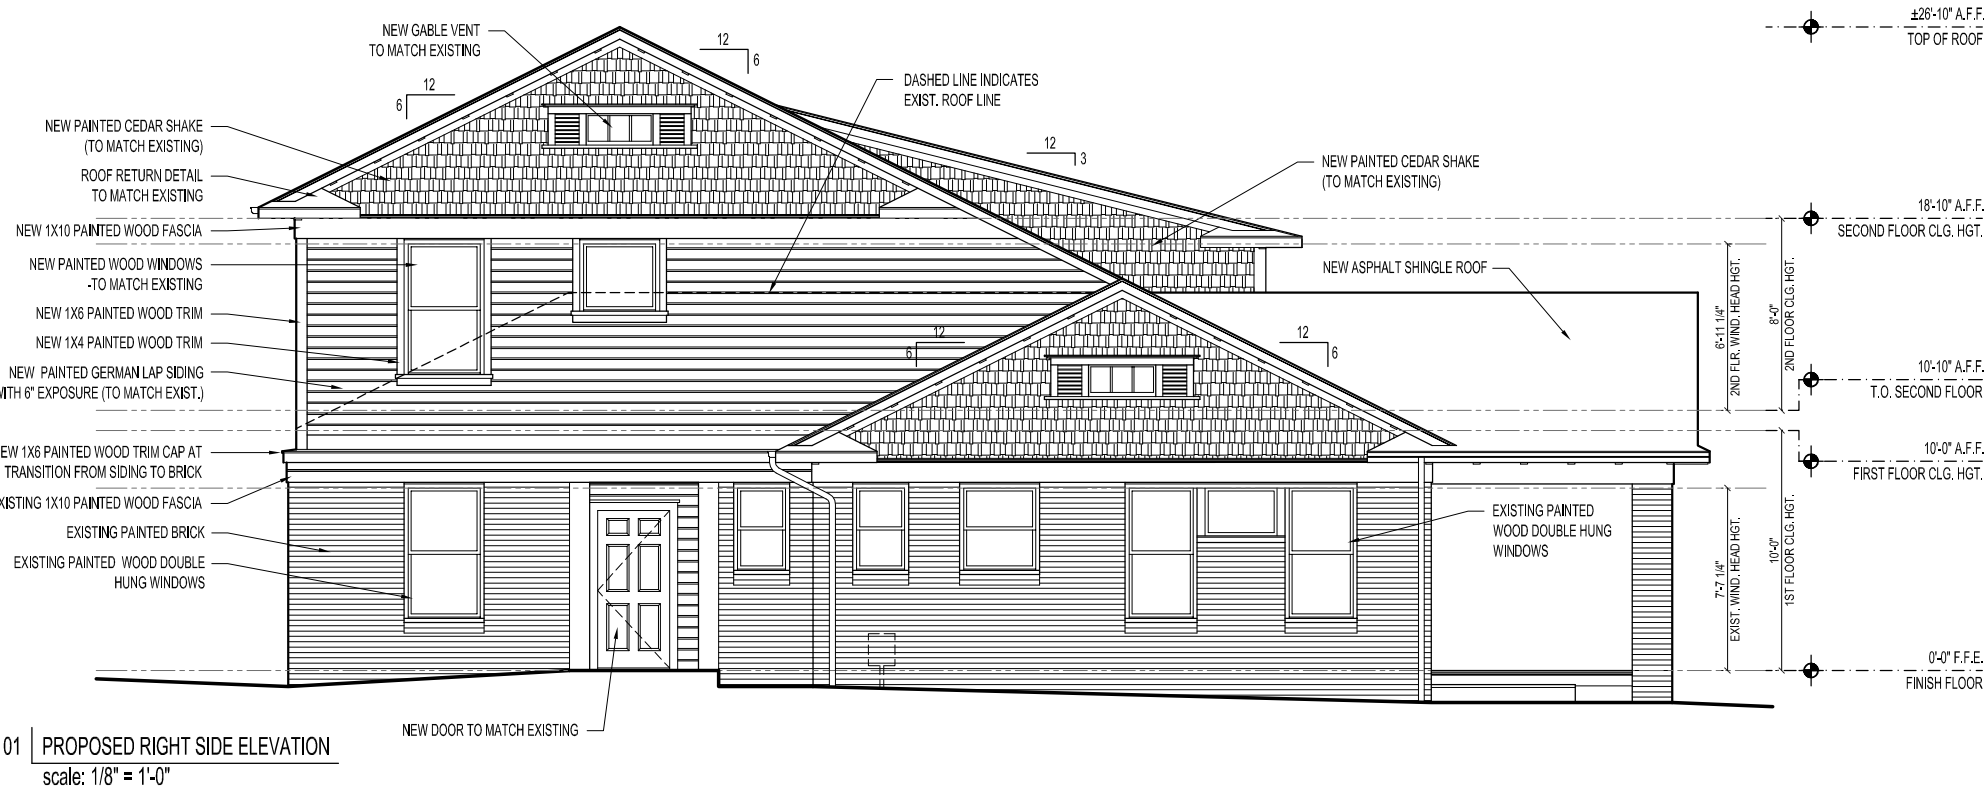 NEW GABLE VENT
TO MATCH EXISTING
12
6
12
6
DASHED LINE INDICATES
EXIST. ROOF LINE
±26'-10" A.F.F.
TOP OF ROOF
NEW PAINTED CEDAR SHAKE
(TO MATCH EXISTING)
ROOF RETURN DETAIL
TO MATCH EXISTING
NEW 1X10 PAINTED WOOD FASCIA
NEW PAINTED WOOD WINDOWS
-TO MATCH EXISTING
NEW 1X6 PAINTED WOOD TRIM
NEW 1X4 PAINTED WOOD TRIM
NEW PAINTED GERMAN LAP SIDING
WITH 6" EXPOSURE (TO MATCH EXIST.)
NEW 1X6 PAINTED WOOD TRIM CAP AT
TRANSITION FROM SIDING TO BRICK
EXISTING 1X10 PAINTED WOOD FASCIA
EXISTING PAINTED BRICK
EXISTING PAINTED WOOD DOUBLE
HUNG WINDOWS
12
3
NEW PAINTED CEDAR SHAKE
(TO MATCH EXISTING)
NEW ASPHALT SHINGLE ROOF
12
6
12
6
EXISTING PAINTED
WOOD DOUBLE HUNG
WINDOWS
6'-11 1/4"
2ND FLR. WIND. HEAD HGT.
8'-0"
2ND FLOOR CLG. HGT.
7'-7 1/4"
EXIST. WIND. HEAD HGT.
10'-0"
1ST FLOOR CLG. HGT.
18'-10" A.F.F.
SECOND FLOOR CLG. HGT.
10'-10" A.F.F.
T.O. SECOND FLOOR
10'-0" A.F.F.
FIRST FLOOR CLG. HGT.
0'-0" F.F.E.
FINISH FLOOR
NEW DOOR TO MATCH EXISTING
01 PROPOSED RIGHT SIDE ELEVATION
scale: 1/8" = 1'-0"